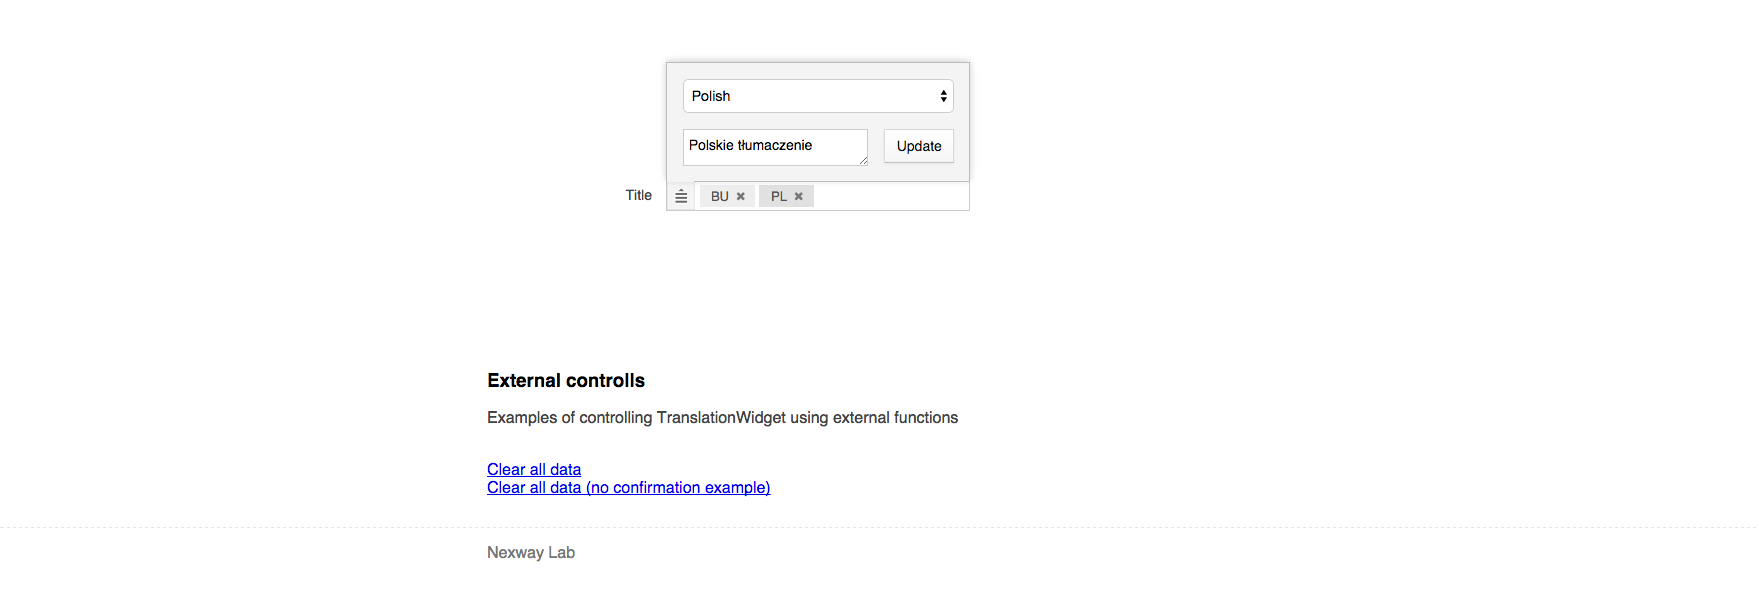 Polish
Polskie tłumaczenie
Update
Title
BU
PL
External controlls
Examples of controlling TranslationWidget using external functions
Clear all data
Clear all data (no confirmation example)
Nexway Lab